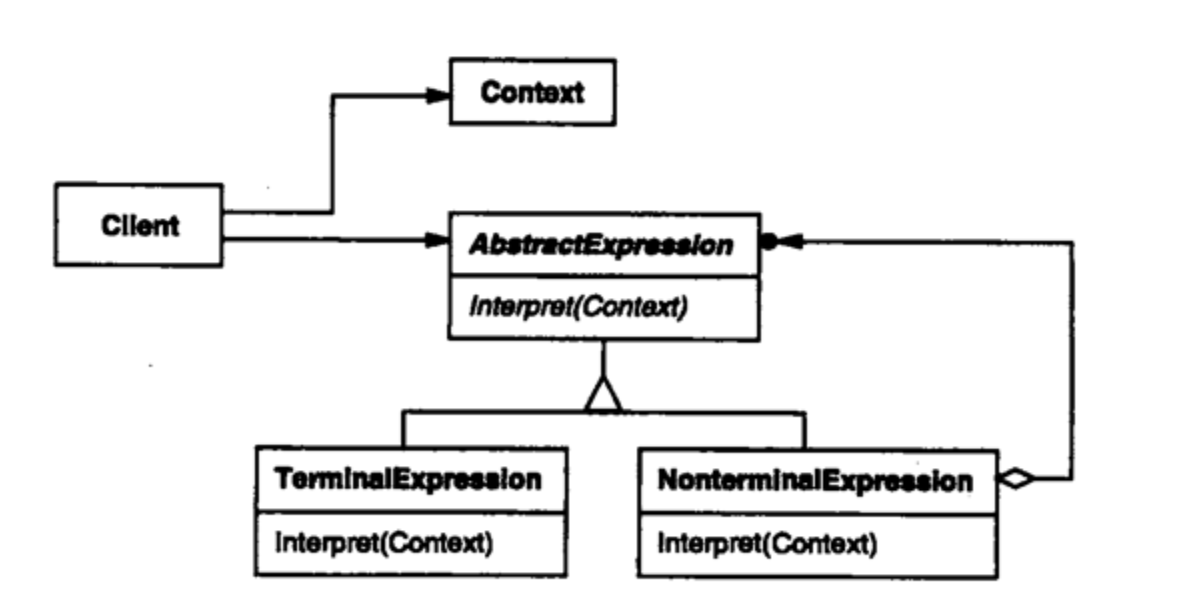 Context
Client
AbstractExpression
Interpret(Context)
TerminalExpression
Interpret(Context)
NonterminalExpression
Interpret(Context)